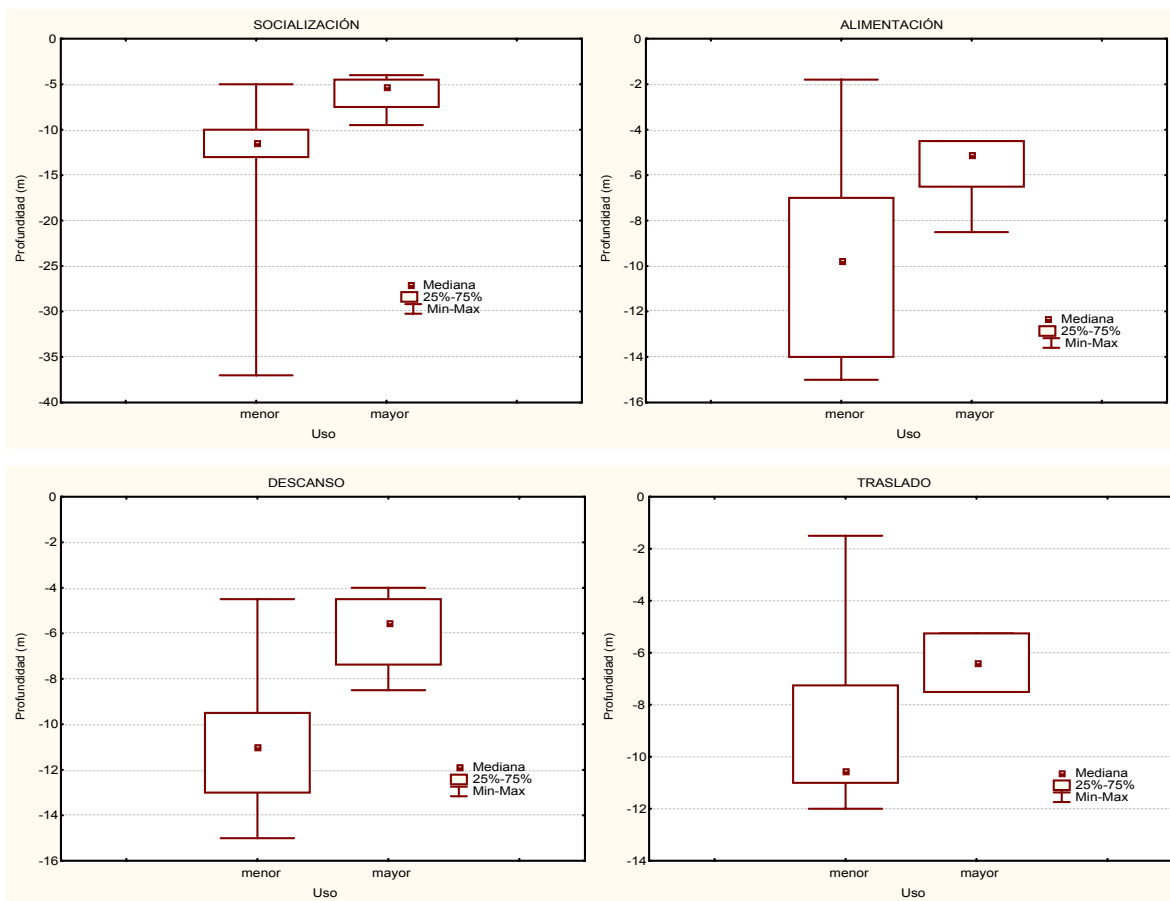 SOCIALIZACIÓN
0
-5
-10
-15
-20
-25
-30
-35
-40
Profundidad (m)
Mediana
25%-75%
Min-Max
menor mayor
Uso
ALIMENTACIÓN
0
-2
-4
-6
-8
-10
-12
-14
-16
Profundidad (m)
Mediana
25%-75%
Min-Max
menor mayor
Uso
DESCANSO
0
-2
-4
-6
-8
-10
-12
-14
-16
Profundidad (m)
Mediana
25%-75%
Min-Max
menor mayor
Uso
TRASLADO
0
-2
-4
-6
-8
-10
-12
-14
Profundidad (m)
Mediana
25%-75%
Min-Max
menor mayor
Uso